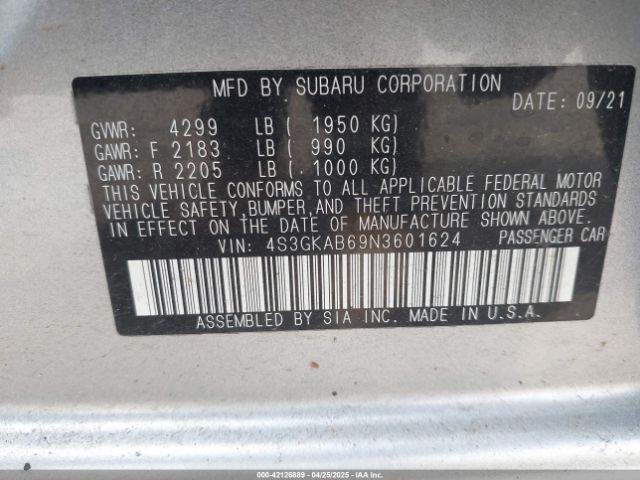 MFD BY SUBARU CORPORATION
DATE: 09/21
GVWR: 4299 LB ( 1950 KG)
GAWR: F 2183 LB ( 990 KG)
GAWR: R 2205 LB ( 1000 KG)
THIS VEHICLE CONFORMS TO ALL APPLICABLE FEDERAL MOTOR
VEHICLE SAFETY, BUMPER, AND THEFT PREVENTION STANDARDS
IN EFFECT ON THE DATE OF MANUFACTURE SHOWN ABOVE.
VIN: 4S3GKAB69N3601624 PASSENGER CAR
ASSEMBLED BY SIA INC. MADE IN U.S.A.
000-42126889 - 04/25/2025 - IAAI.COM